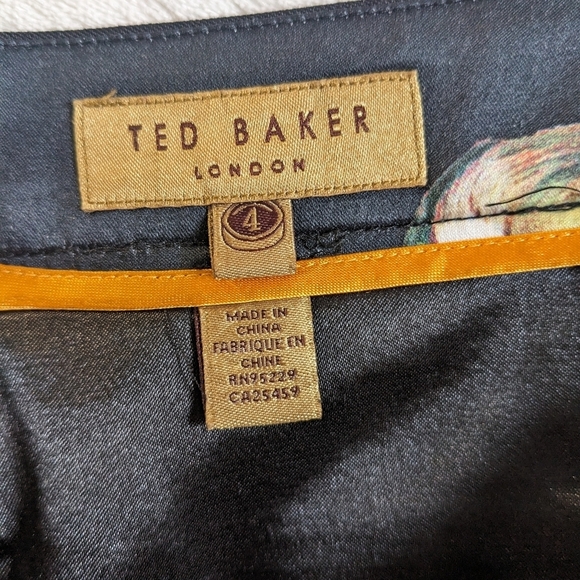 TED BAKER
LONDON
4
MADE IN
CHINA
FABRIQUE EN
CHINE
RN95229
CA25459